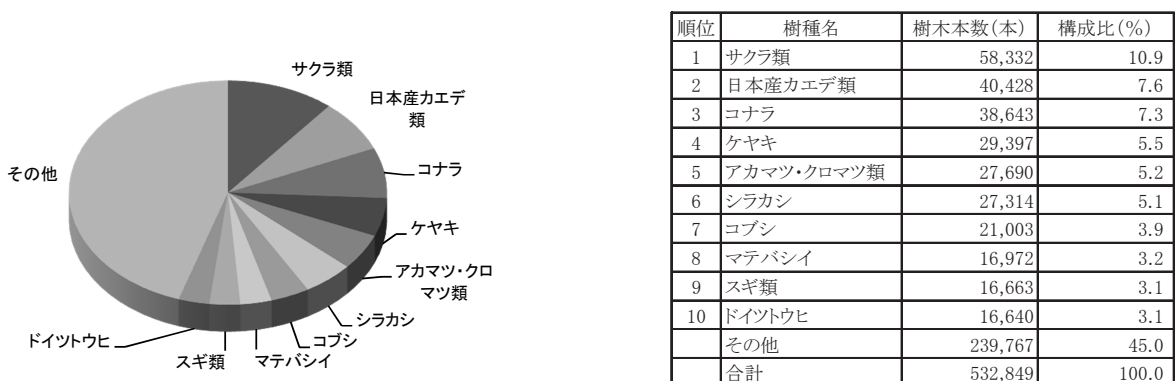 サクラ類
日本産カエデ
類
コナラ
ケヤキ
アカマツ・クロ
マツ類
シラカシ
コブシ
マテバシイ
スギ類
ドイツトウヒ
その他
順位 樹種名 樹木本数(本) 構成比(%)
1 サクラ類 58,332 10.9
2 日本産カエデ類 40,428 7.6
3 コナラ 38,643 7.3
4 ケヤキ 29,397 5.5
5 アカマツ・クロマツ類 27,690 5.2
6 シラカシ 27,314 5.1
7 コブシ 21,003 3.9
8 マテバシイ 16,972 3.2
9 スギ類 16,663 3.1
10 ドイツトウヒ 16,640 3.1
その他 239,767 45.0
合計 532,849 100.0